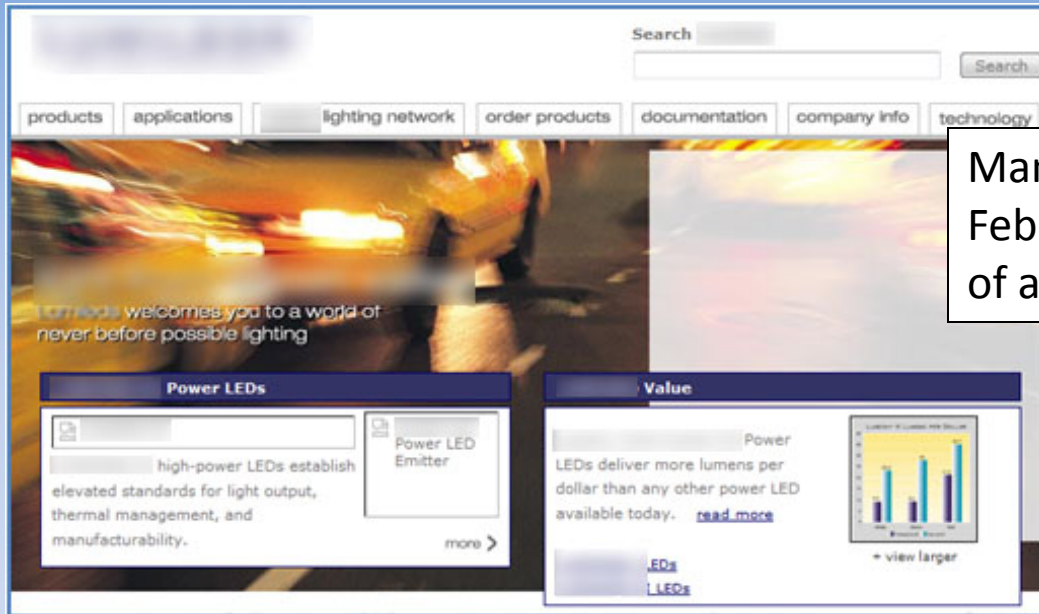 Search
Search
products applications lighting network order products documentation company info technology
Mar
Feb
of a
welcomes you to a world of
never before possible lighting
Power LEDs
Power LED
Emitter
high-power LEDs establish
elevated standards for light output,
thermal management, and
manufacturability.
more >
Value
Power
LEDs deliver more lumens per
dollar than any other power LED
available today. read more
+ view larger
LEDs
LEDs